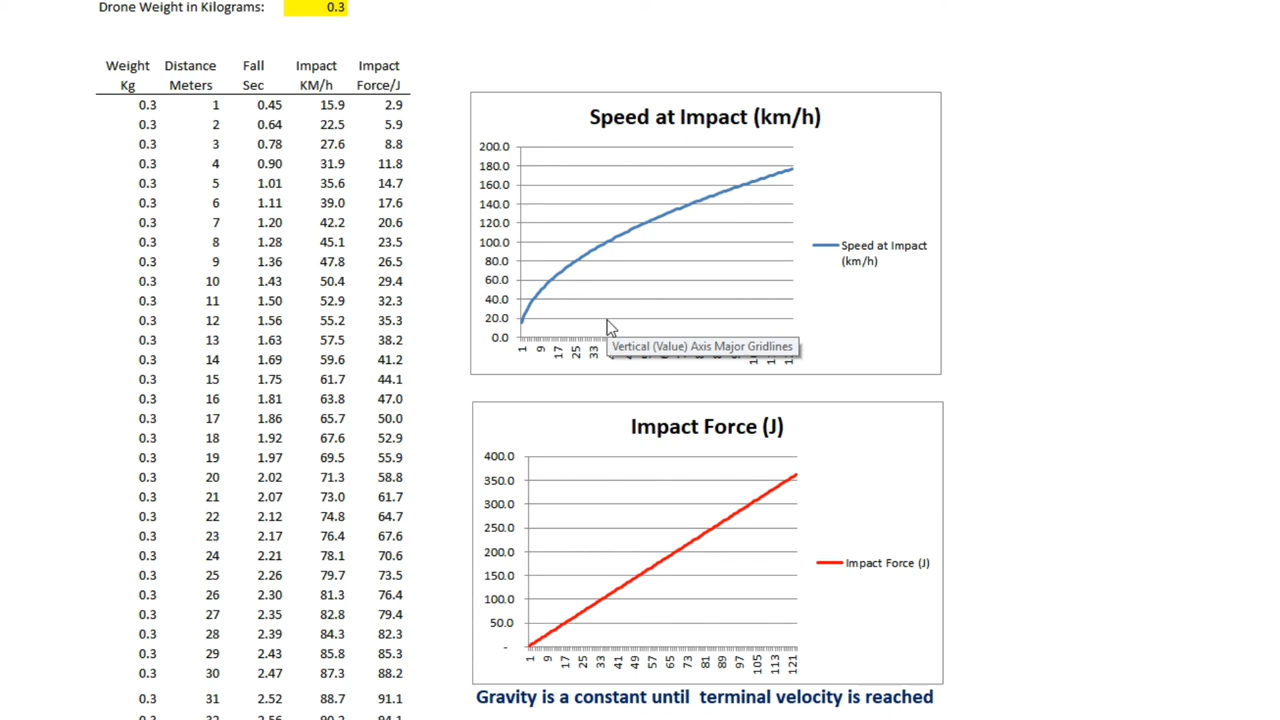 Drone Weight in Kilograms: 0.3
Weight Distance Fall Impact Impact
Kg Meters Sec KM/h Force/J
0.3 1 0.45 15.9 2.9
0.3 2 0.64 22.5 5.9
0.3 3 0.78 27.6 8.8
0.3 4 0.90 31.9 11.8
0.3 5 1.01 35.6 14.7
0.3 6 1.11 39.0 17.6
0.3 7 1.20 42.2 20.6
0.3 8 1.28 45.1 23.5
0.3 9 1.36 47.8 26.5
0.3 10 1.43 50.4 29.4
0.3 11 1.50 52.9 32.3
0.3 12 1.56 55.2 35.3
0.3 13 1.63 57.5 38.2
0.3 14 1.69 59.6 41.2
0.3 15 1.75 61.7 44.1
0.3 16 1.81 63.8 47.0
0.3 17 1.86 65.7 50.0
0.3 18 1.92 67.6 52.9
0.3 19 1.97 69.5 55.9
0.3 20 2.02 71.3 58.8
0.3 21 2.07 73.0 61.7
0.3 22 2.12 74.8 64.7
0.3 23 2.17 76.4 67.6
0.3 24 2.21 78.1 70.6
0.3 25 2.26 79.7 73.5
0.3 26 2.30 81.3 76.4
0.3 27 2.35 82.8 79.4
0.3 28 2.39 84.3 82.3
0.3 29 2.43 85.8 85.3
0.3 30 2.47 87.3 88.2
0.3 31 2.52 88.7 91.1
0.3 32 2.56 90.2 94.1
Speed at Impact (km/h)
200.0
180.0
160.0
140.0
120.0
100.0
80.0
60.0
40.0
20.0
0.0
1 9 17 25 33
Speed at Impact
(km/h)
Vertical (Value) Axis Major Gridlines
Impact Force (J)
400.0
350.0
300.0
250.0
200.0
150.0
100.0
50.0
-
1 9 17 25 33 41 49 57 65 73 81 89 97 105 113 121
Impact Force (J)
Gravity is a constant until terminal velocity is reached